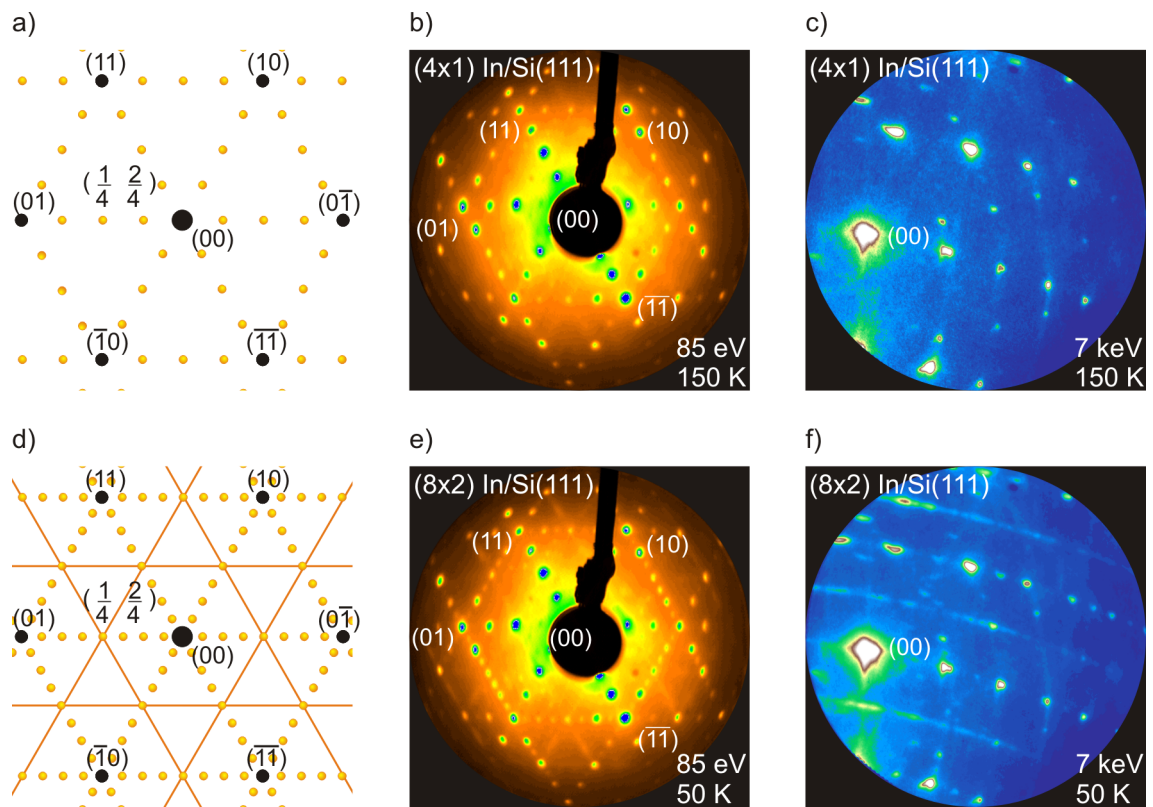 a)
b)
c)
(11)
(10)
(4x1) In/Si(111)
(4x1) In/Si(111)
(11)
(10)
(01)
(1/4 2/4)
(00)
(01̅)
(01)
(00)
(00)
(1̅0)
(1̅1̅)
(1̅1̅)
85 eV
150 K
7 keV
150 K
d)
e)
f)
(11)
(10)
(8x2) In/Si(111)
(8x2) In/Si(111)
(11)
(10)
(01)
(1/4 2/4)
(00)
(01̅)
(01)
(00)
(00)
(1̅0)
(1̅1̅)
(1̅1̅)
85 eV
50 K
7 keV
50 K